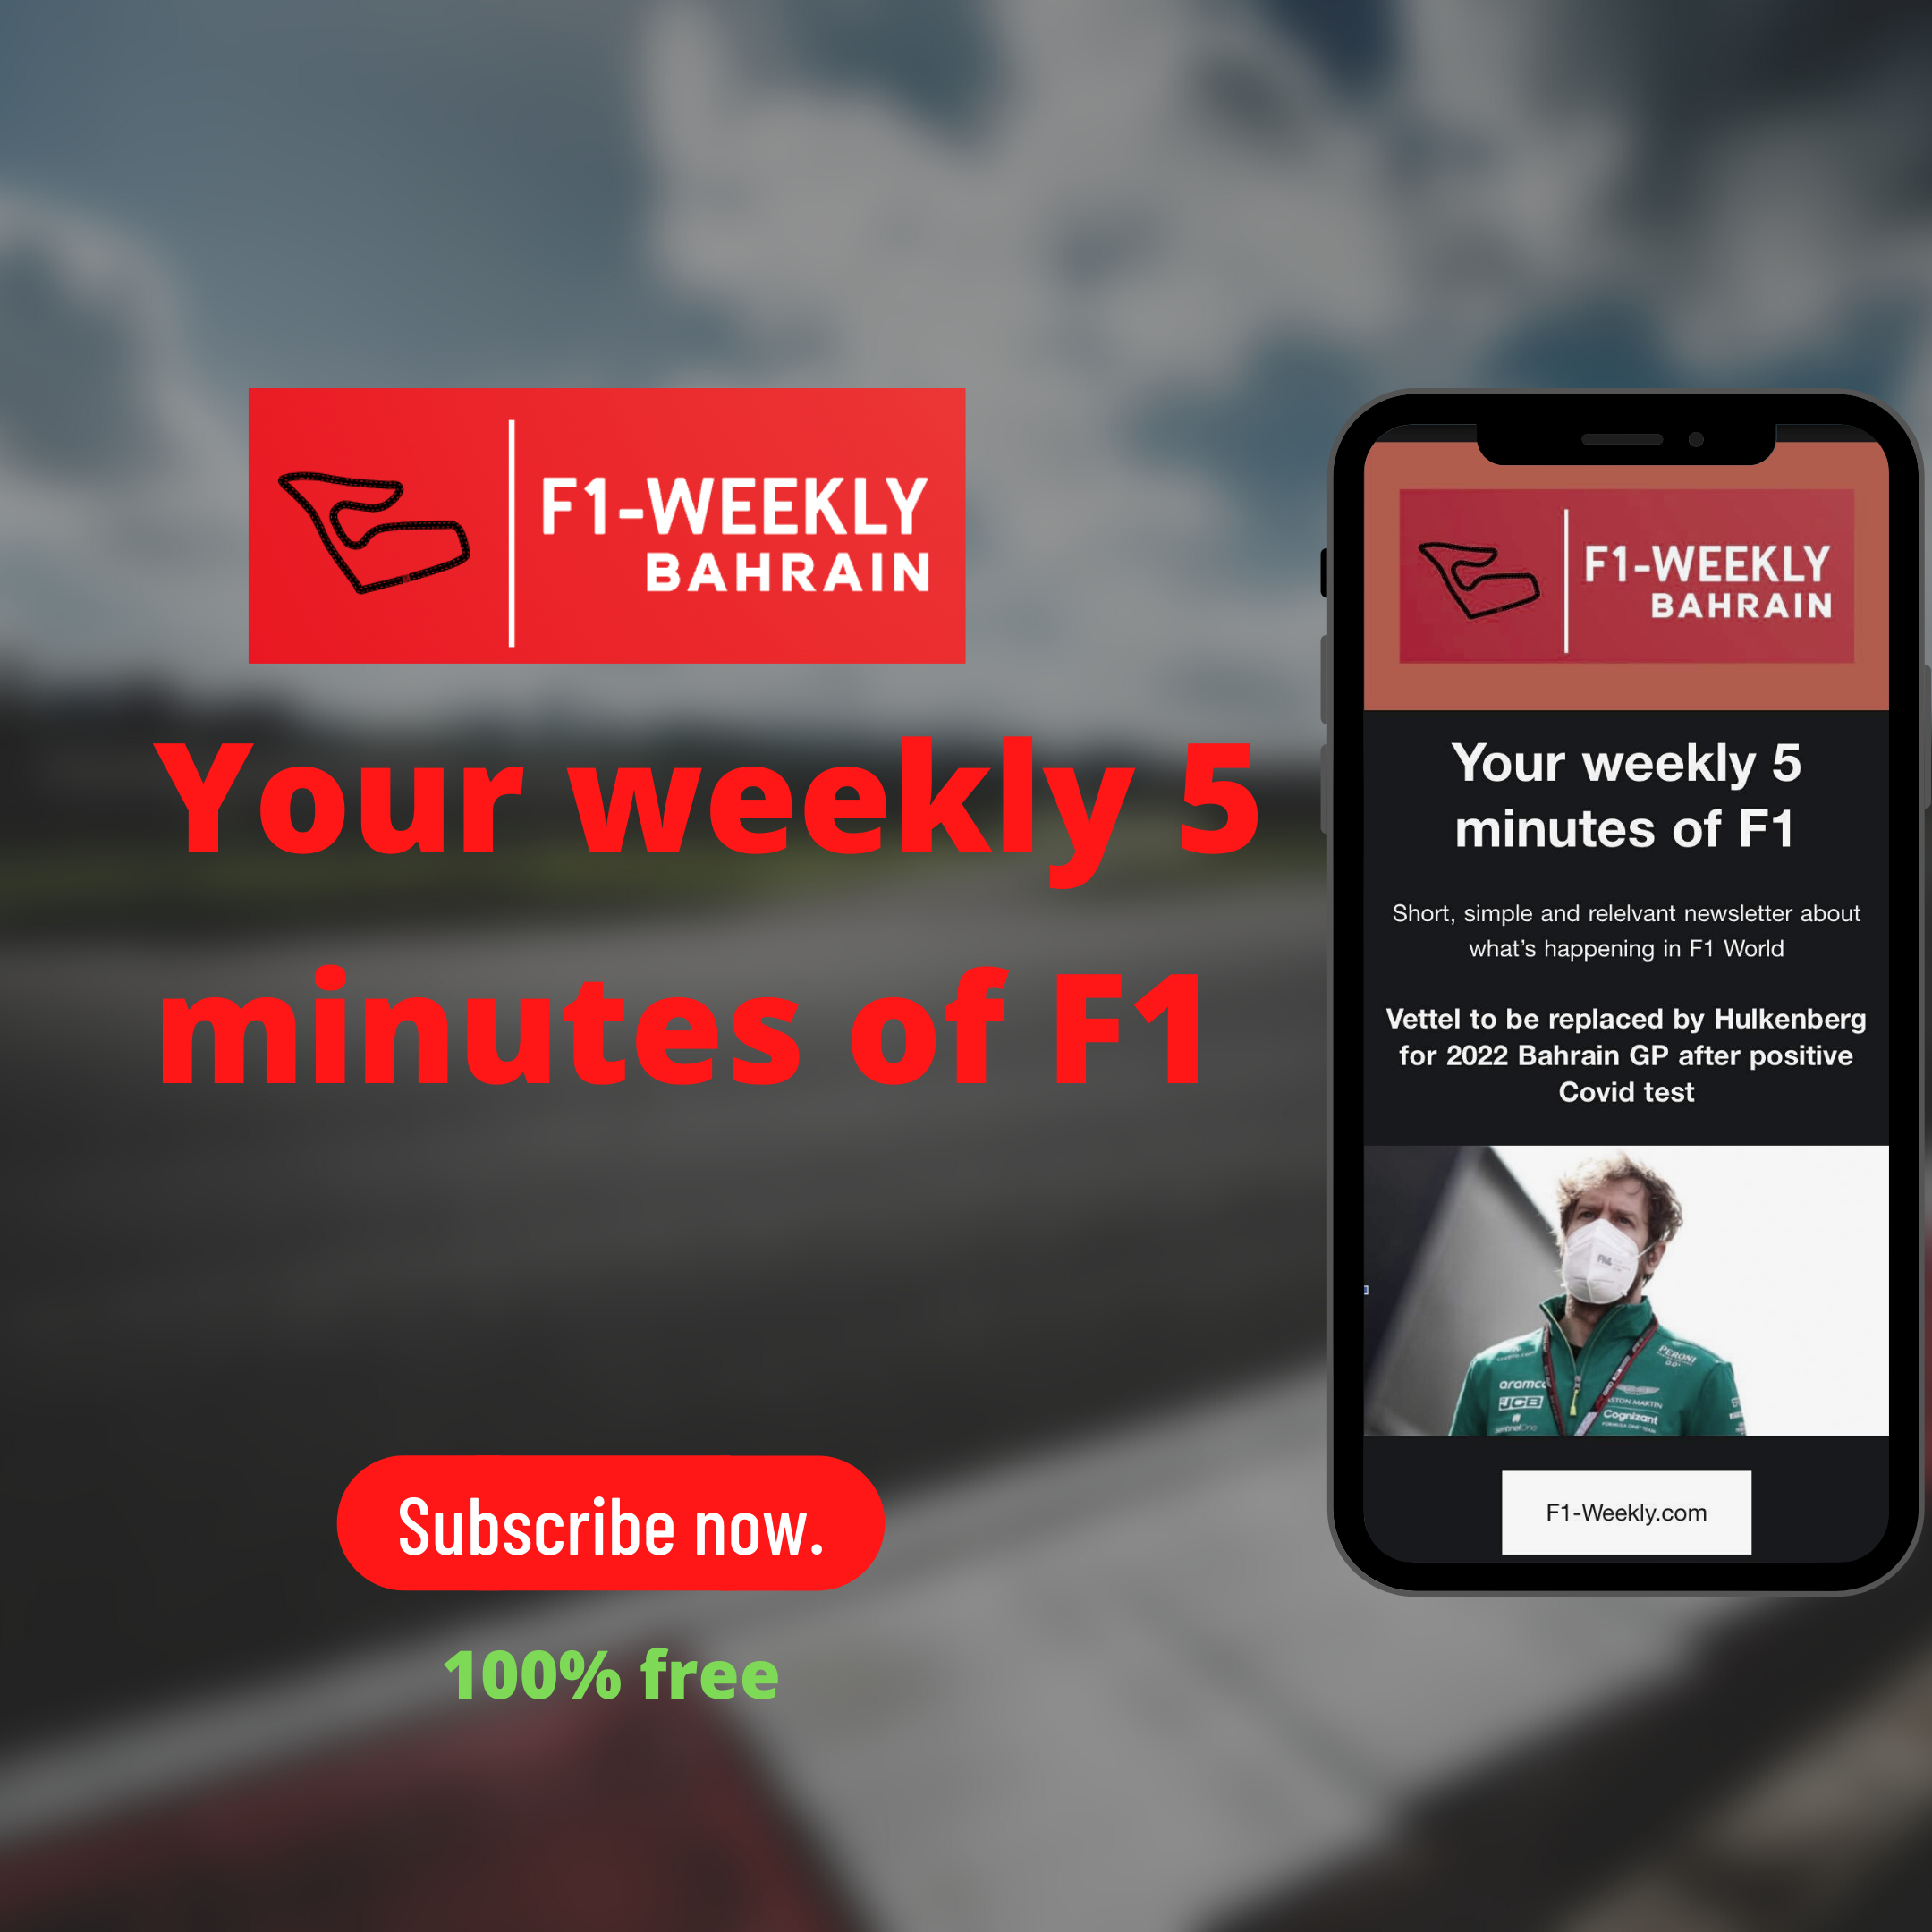 F1-WEEKLY
BAHRAIN
Your weekly 5
minutes of F1
Subscribe now.
100% free
F1-WEEKLY
BAHRAIN
Your weekly 5
minutes of F1
Short, simple and relelvant newsletter about
what's happening in F1 World
Vettel to be replaced by Hulkenberg
for 2022 Bahrain GP after positive
Covid test
PERONI
aramco
JCB
ASTON MARTIN
Cognizant
SentinelOne
F1-Weekly.com